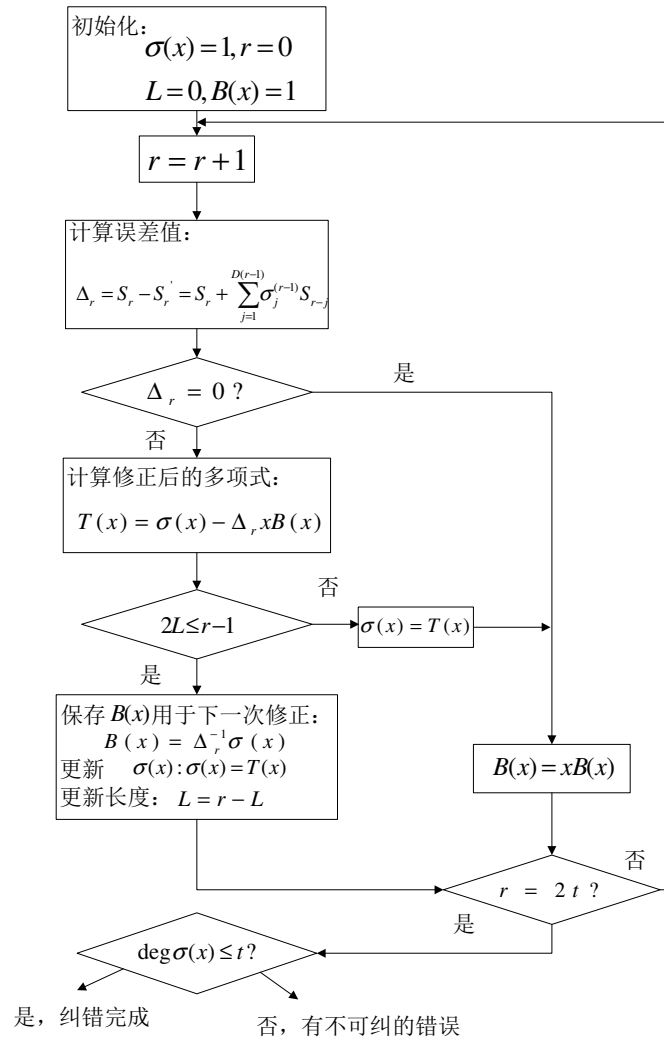 初始化:
σ(x)=1,r=0
L=0,B(x)=1
r=r+1
计算误差值:
Δ_r = S_r − S_r' = S_r + ∑_{j=1}^{D(r−1)} σ_j^{(r−1)} S_{r−j}
Δ_r = 0 ?
是
否
计算修正后的多项式:
T(x) = σ(x) − Δ_r xB(x)
2L≤r−1
否
σ(x)=T(x)
是
保存 B(x)用于下一次修正:
B(x) = Δ_r^{−1}σ(x)
更新 σ(x):σ(x)=T(x)
更新长度: L=r−L
B(x)=xB(x)
r = 2t?
否
是
deg σ(x)≤t?
是,纠错完成
否,有不可纠的错误